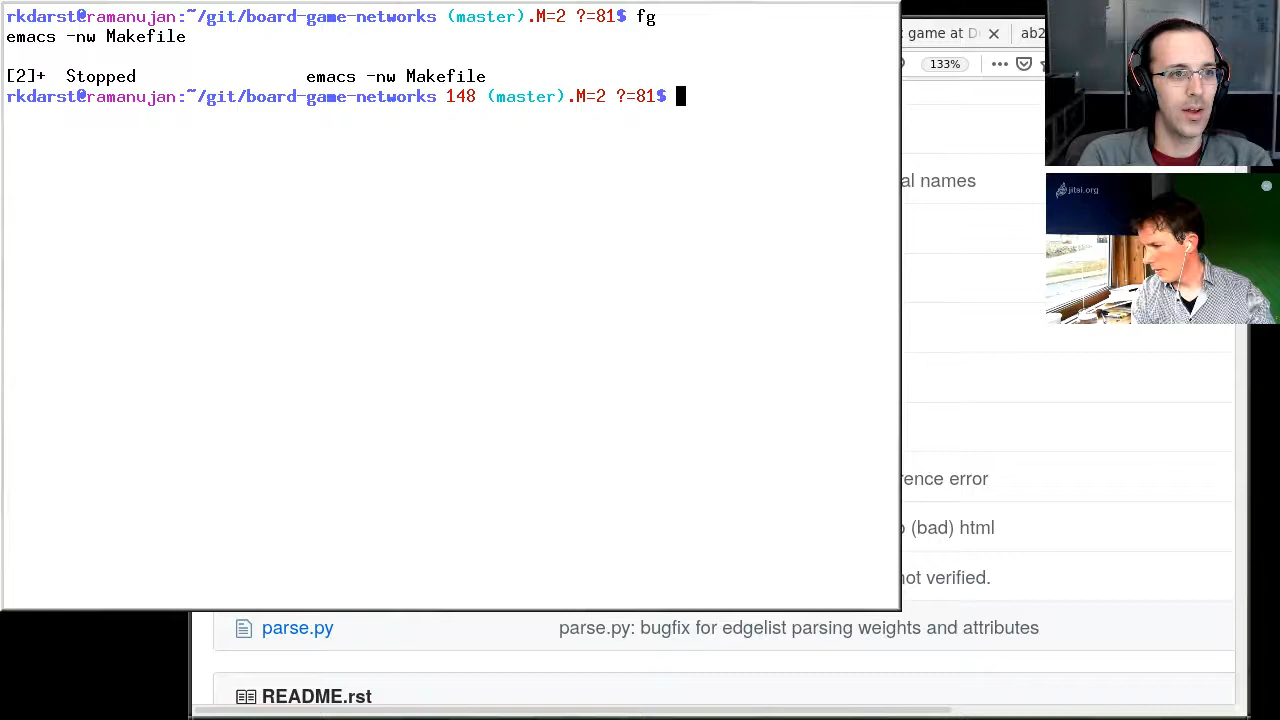 rkdarst@ramanujan:~/git/board-game-networks (master).M=2 ?=81$ fg
emacs -nw Makefile
[2]+  Stopped                 emacs -nw Makefile
rkdarst@ramanujan:~/git/board-game-networks 148 (master).M=2 ?=81$
game at D
ab2
133%
al names
jitsi.org
rence error
(bad) html
not verified.
parse.py parse.py: bugfix for edgelist parsing weights and attributes
README.rst